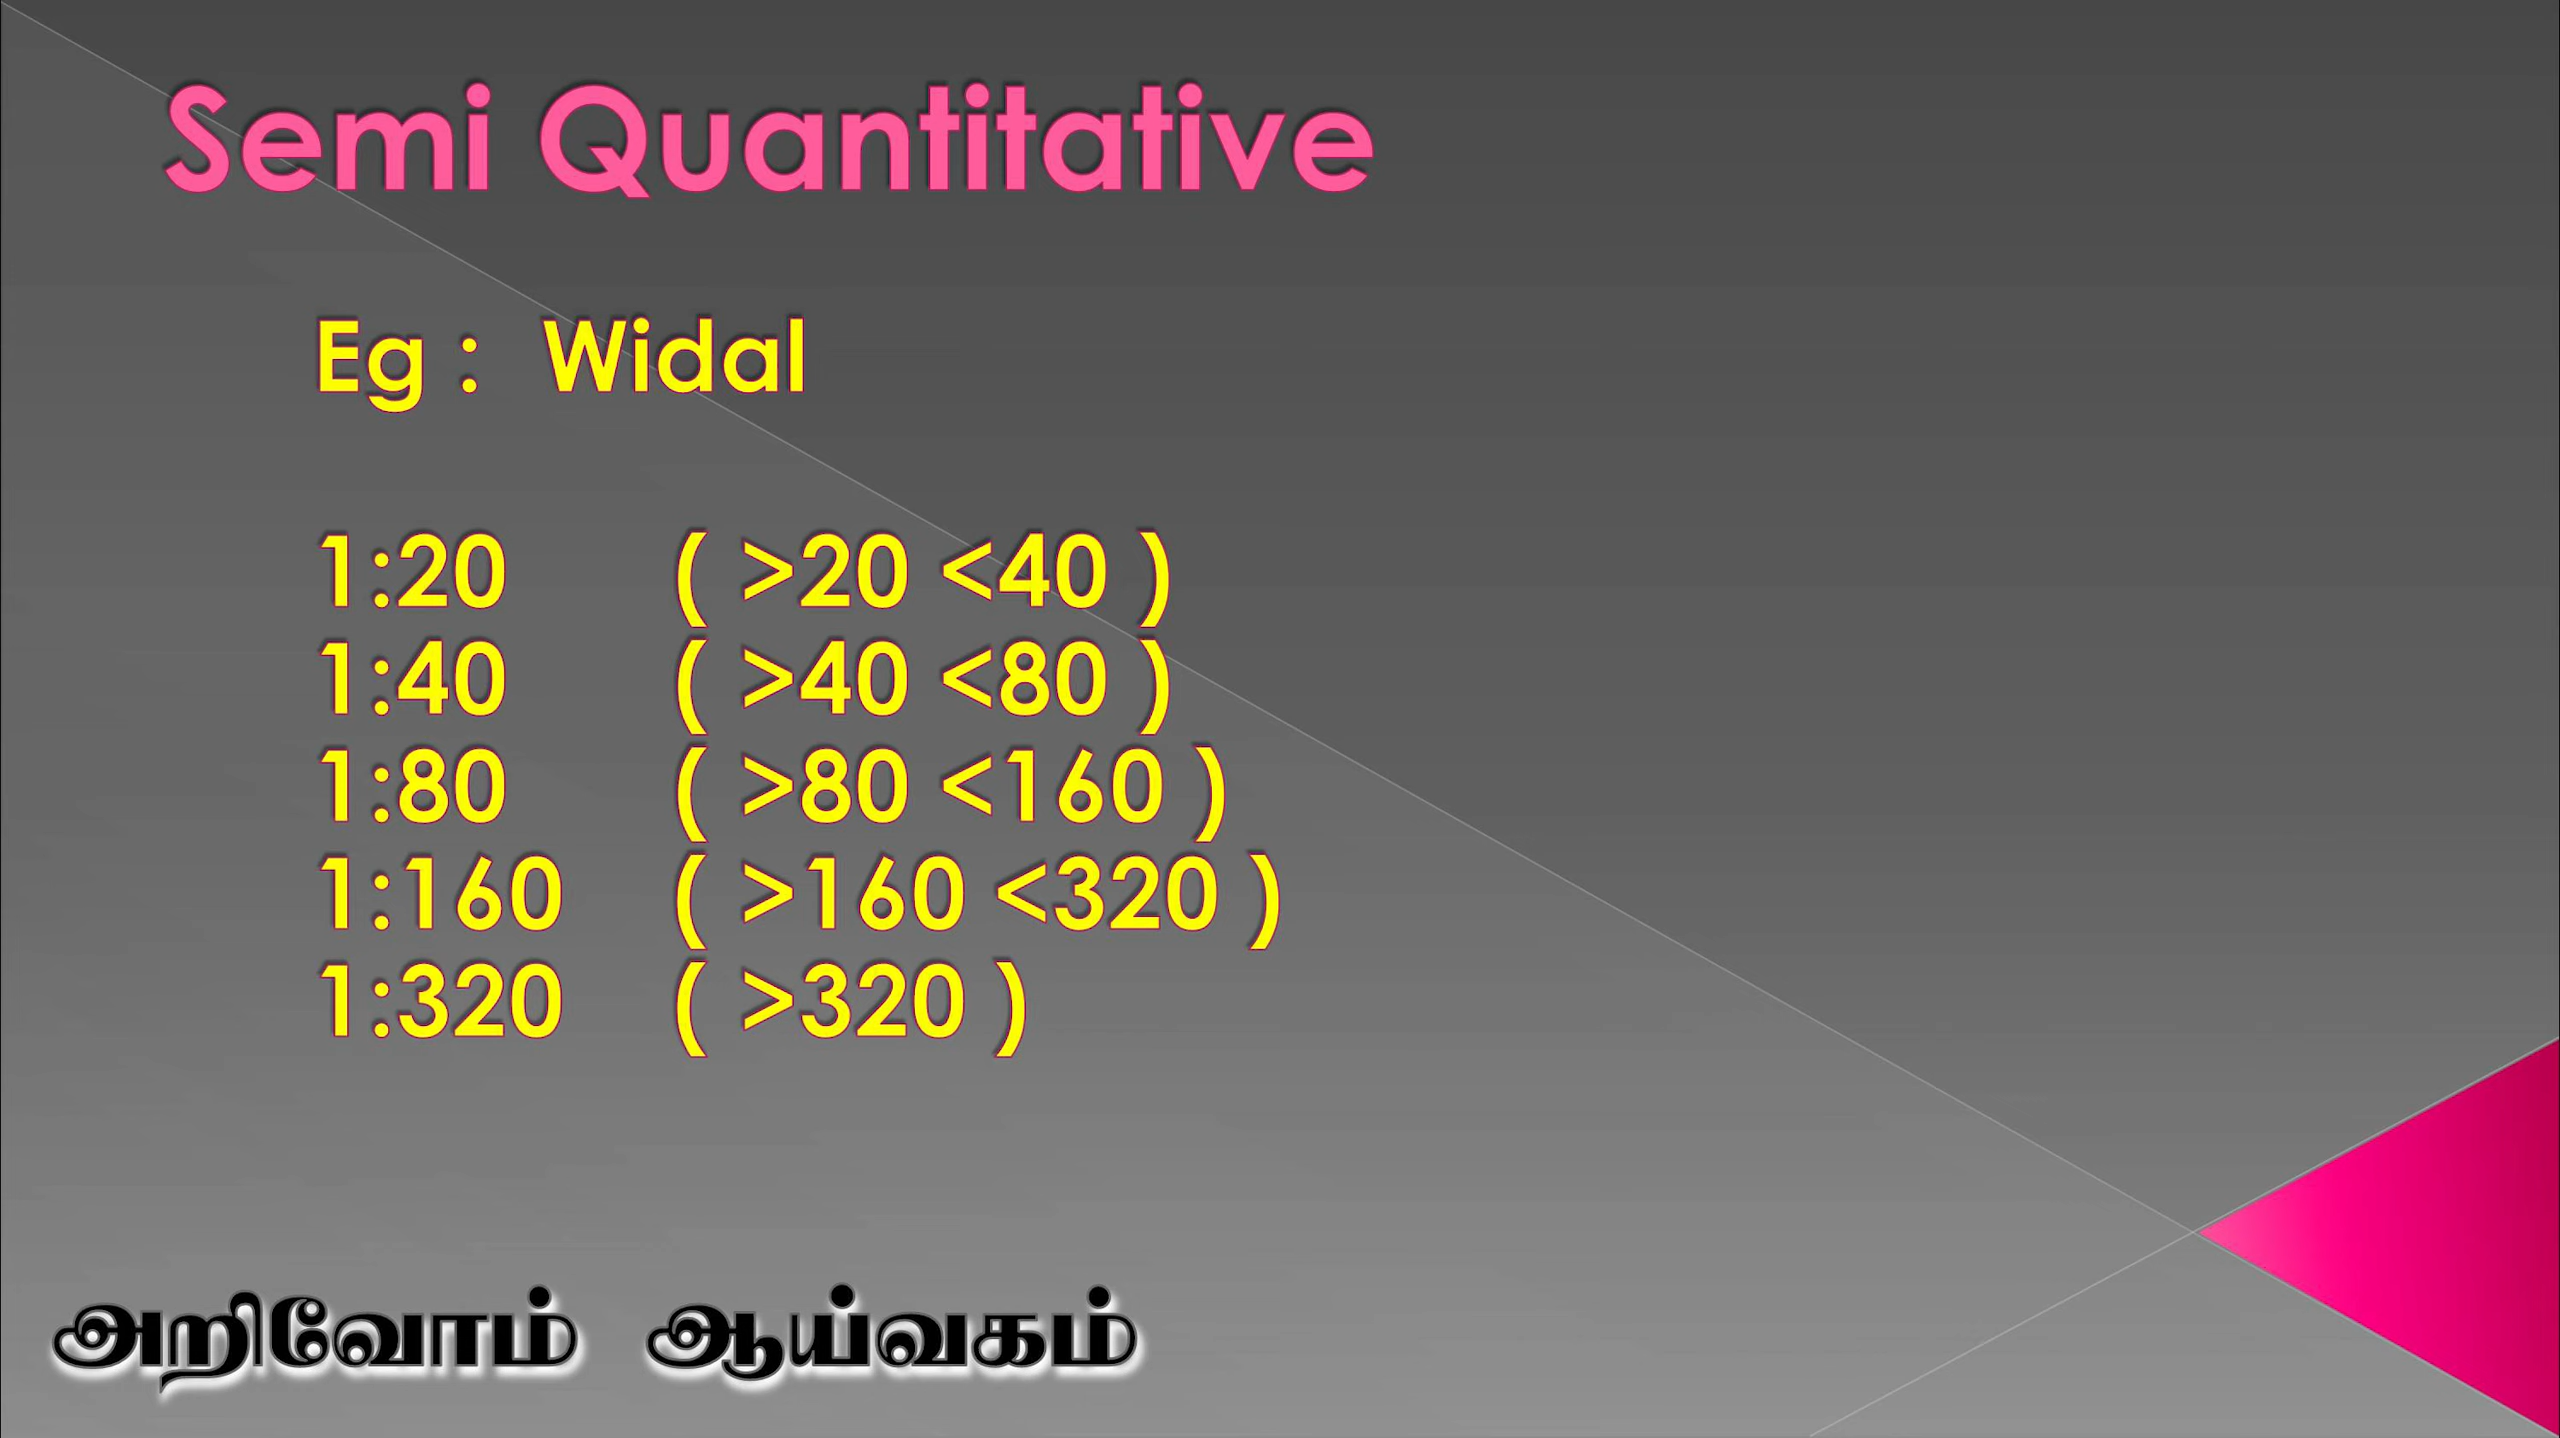 Semi Quantitative
Eg : Widal
1:20 ( >20 <40 )
1:40 ( >40 <80 )
1:80 ( >80 <160 )
1:160 ( >160 <320 )
1:320 ( >320 )
அறிவோம் ஆய்வகம்